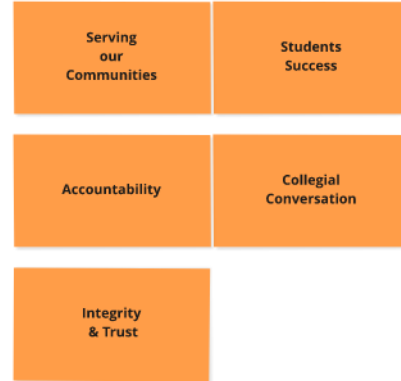 Serving
our
Communities
Students
Success
Accountability
Collegial
Conversation
Integrity
& Trust